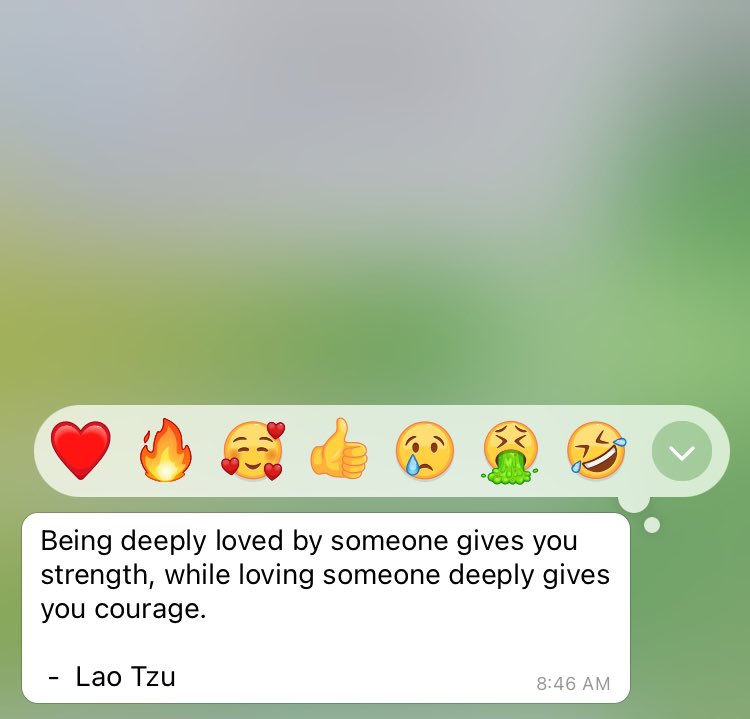 Being deeply loved by someone gives you
strength, while loving someone deeply gives
you courage.
- Lao Tzu
8:46 AM